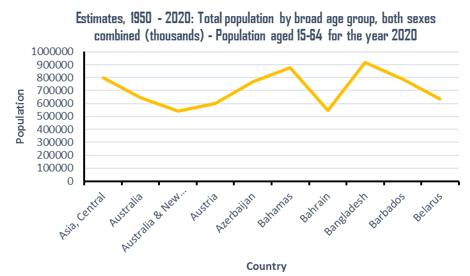 Estimates, 1950 - 2020: Total population by broad age group, both sexes
combined (thousands) - Population aged 15-64 for the year 2020
1000000
900000
800000
700000
600000
500000
400000
300000
200000
100000
0
Population
Asia, Central
Australia
Australia & New...
Austria
Azerbaijan
Bahamas
Bahrain
Bangladesh
Barbados
Belarus
Country